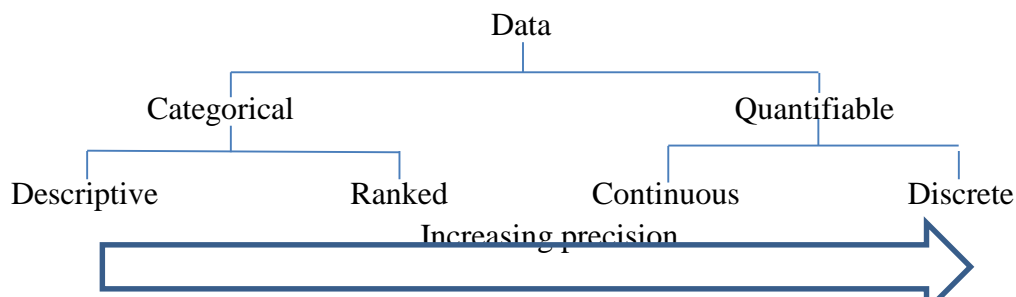 Data
Categorical Quantifiable
Descriptive Ranked Continuous Discrete
Increasing precision